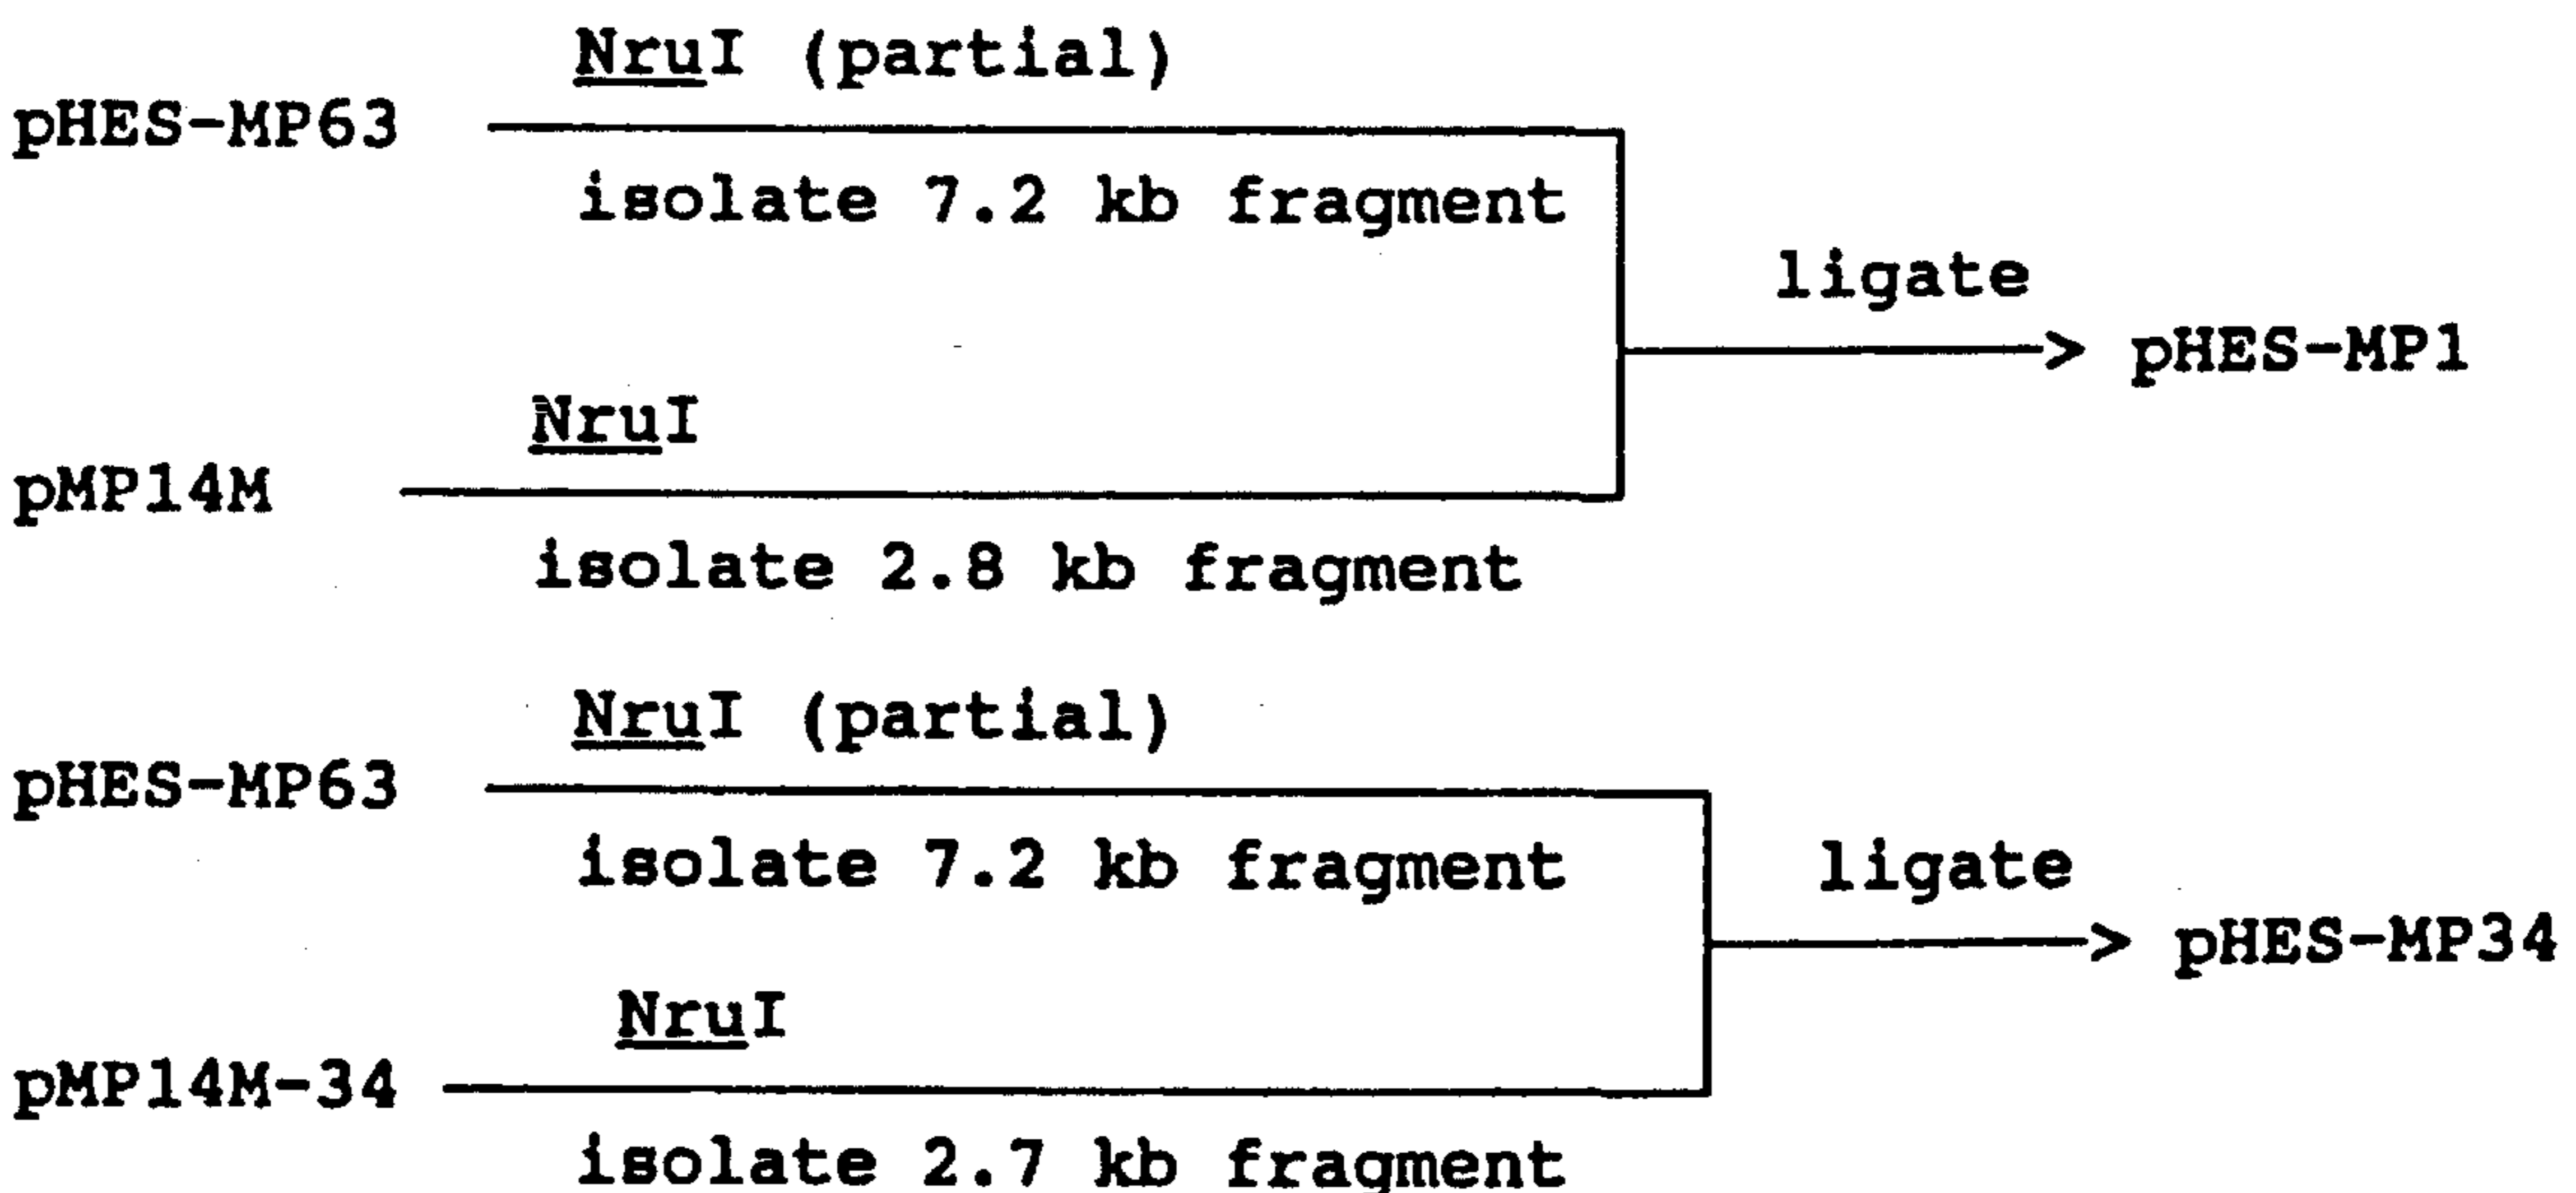 NruI (partial)
pHES-MP63
isolate 7.2 kb fragment
ligate
> pHES-MP1
NruI
pMP14M
isolate 2.8 kb fragment
NruI (partial)
pHES-MP63
isolate 7.2 kb fragment
ligate
> pHES-MP34
NruI
pMP14M-34
isolate 2.7 kb fragment